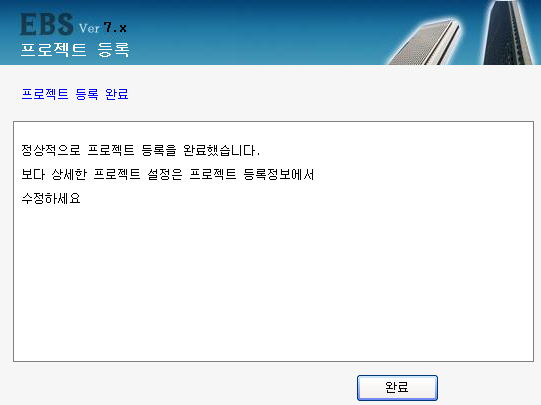 EBS Ver 7.x
프로젝트 등록
프로젝트 등록 완료
정상적으로 프로젝트 등록을 완료했습니다.
보다 상세한 프로젝트 설정은 프로젝트 등록정보에서
수정하세요
완료